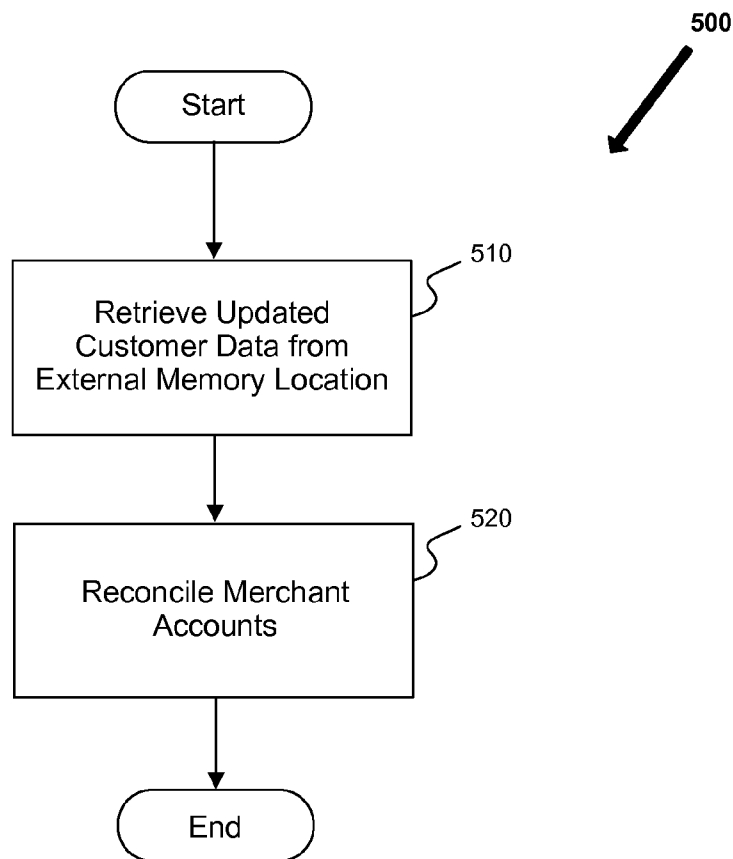 500
Start
510
Retrieve Updated
Customer Data from
External Memory Location
520
Reconcile Merchant
Accounts
End